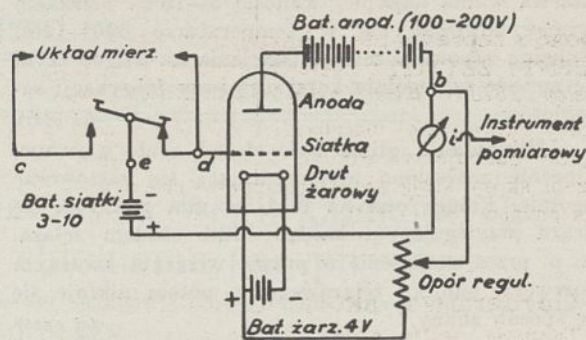 Bat. anod. (100-200V)
Układ mierz.
Anoda
Siatka
Drut
żarowy
b
i
Instrument
pomiarowy
c
e
d
Bat. siatki
3-10
+
+
-
Opór regul.
Bat. żarz. 4V